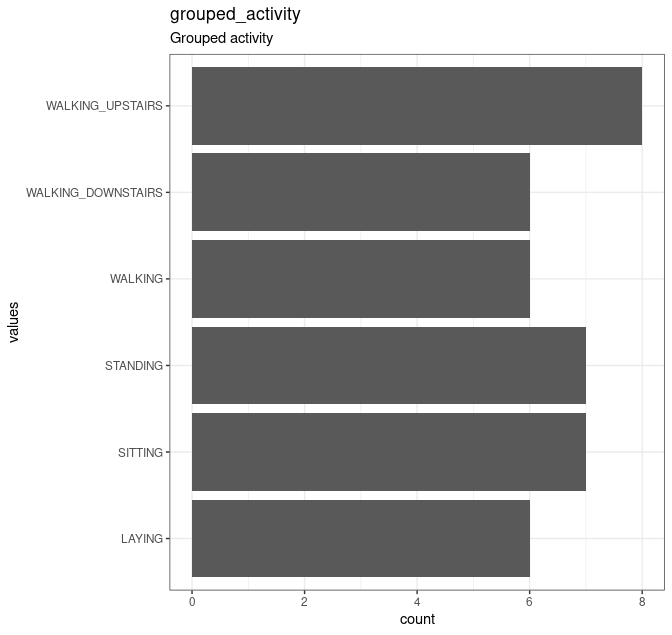 grouped_activity
Grouped activity
WALKING_UPSTAIRS
WALKING_DOWNSTAIRS
WALKING
STANDING
SITTING
LAYING
values
0 2 4 6 8
count